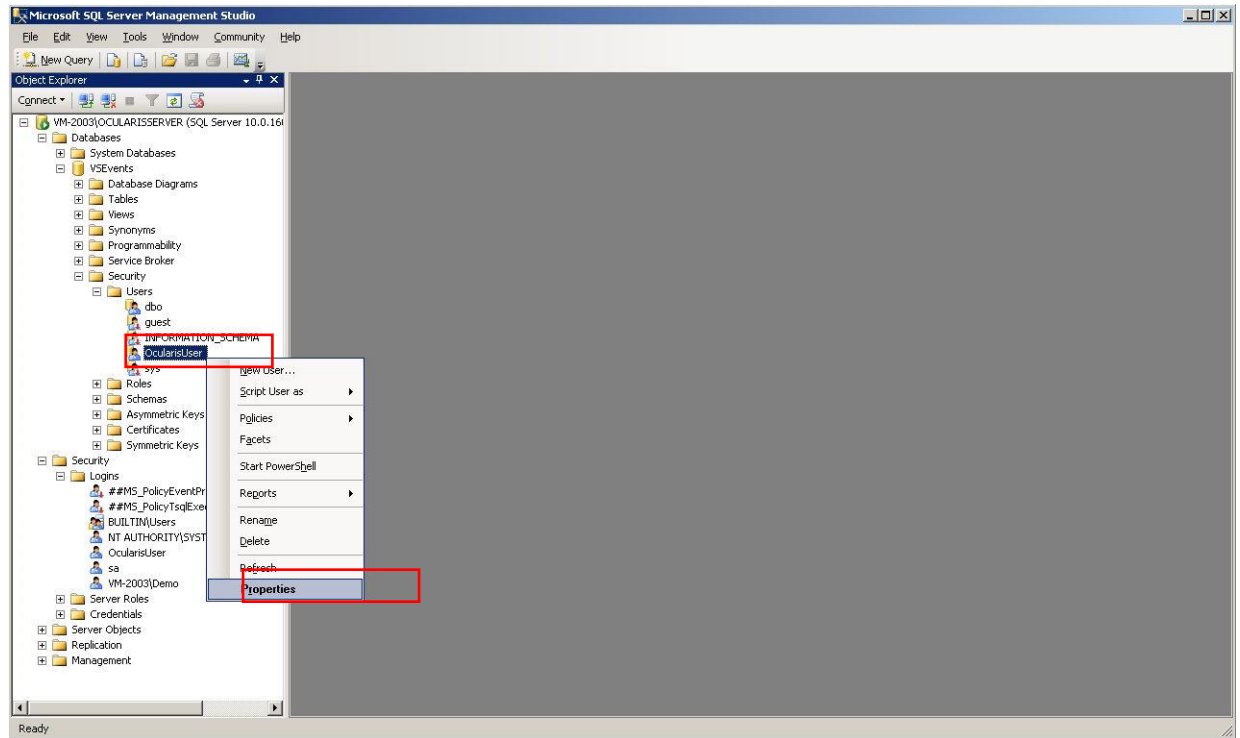 Microsoft SQL Server Management Studio
File Edit View Tools Window Community Help
New Query
Object Explorer
Connect
VM-2003\OCULARISSERVER (SQL Server 10.0.16
Databases
System Databases
VSEvents
Database Diagrams
Tables
Views
Synonyms
Programmability
Service Broker
Security
Users
dbo
guest
INFORMATION_SCHEMA
OcularisUser
sys
New User...
Roles
Script User as
Schemas
Asymmetric Keys
Policies
Certificates
Facets
Symmetric Keys
Security
Start PowerShell
Logins
##MS_PolicyEventPr
Reports
##MS_PolicyTsqlExe
BUILTIN\Users
Rename
NT AUTHORITY\SYST
Delete
OcularisUser
sa
Refresh
VM-2003\Demo
Properties
Server Roles
Credentials
Server Objects
Replication
Management
Ready